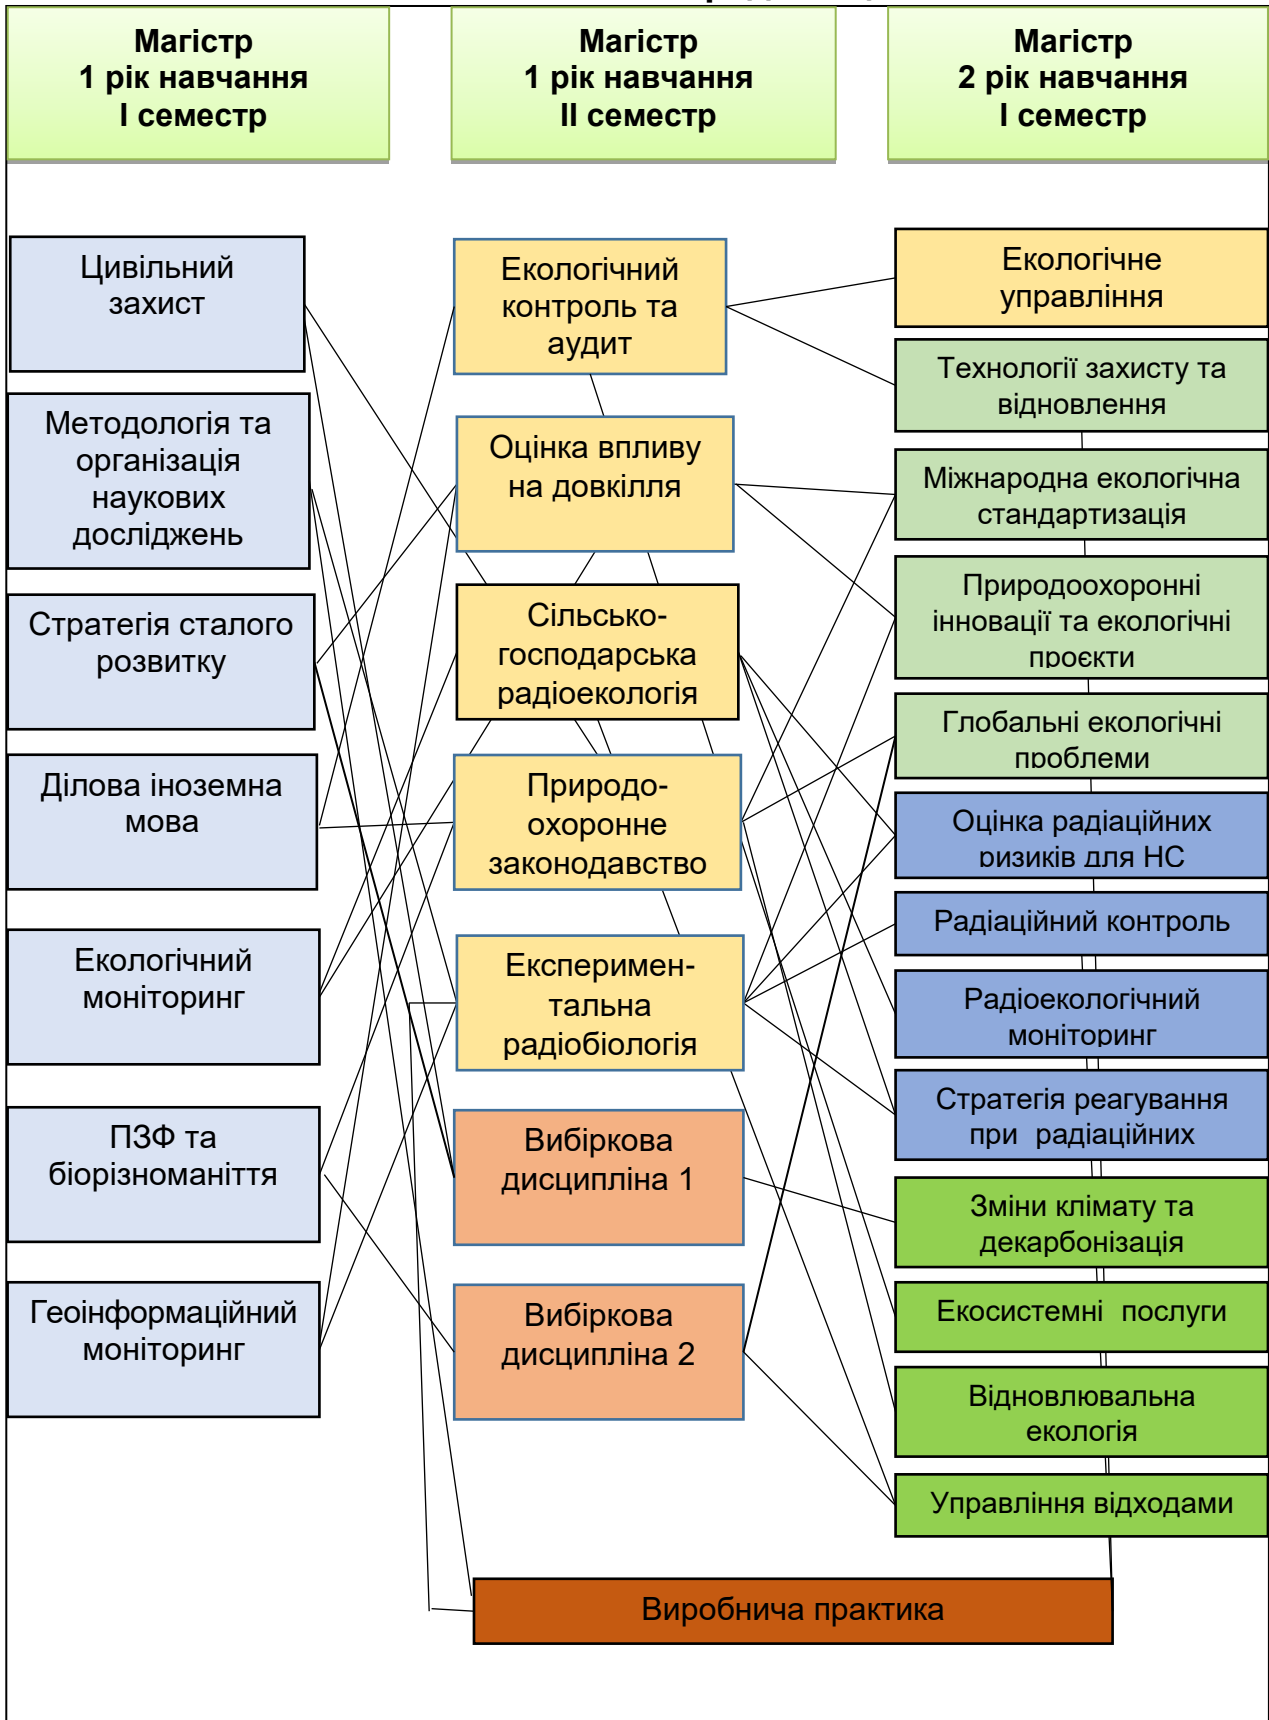 Магістр
1 рік навчання
І семестр
Магістр
1 рік навчання
ІІ семестр
Магістр
2 рік навчання
І семестр
Цивільний
захист
Методологія та
організація
наукових
досліджень
Стратегія сталого
розвитку
Ділова іноземна
мова
Екологічний
моніторинг
ПЗФ та
біорізноманіття
Геоінформаційний
моніторинг
Екологічний
контроль та
аудит
Оцінка впливу
на довкілля
Сільсько-
господарська
радіоекологія
Природо-
охоронне
законодавство
Експеримен-
тальна
радіобіологія
Вибіркова
дисципліна 1
Вибіркова
дисципліна 2
Екологічне
управління
Технології захисту та
відновлення
Міжнародна екологічна
стандартизація
Природоохоронні
інновації та екологічні
проєкти
Глобальні екологічні
проблеми
Оцінка радіаційних
ризиків для НС
Радіаційний контроль
Радіоекологічний
моніторинг
Стратегія реагування
при радіаційних
Зміни клімату та
декарбонізація
Екосистемні послуги
Відновлювальна
екологія
Управління відходами
Виробнича практика